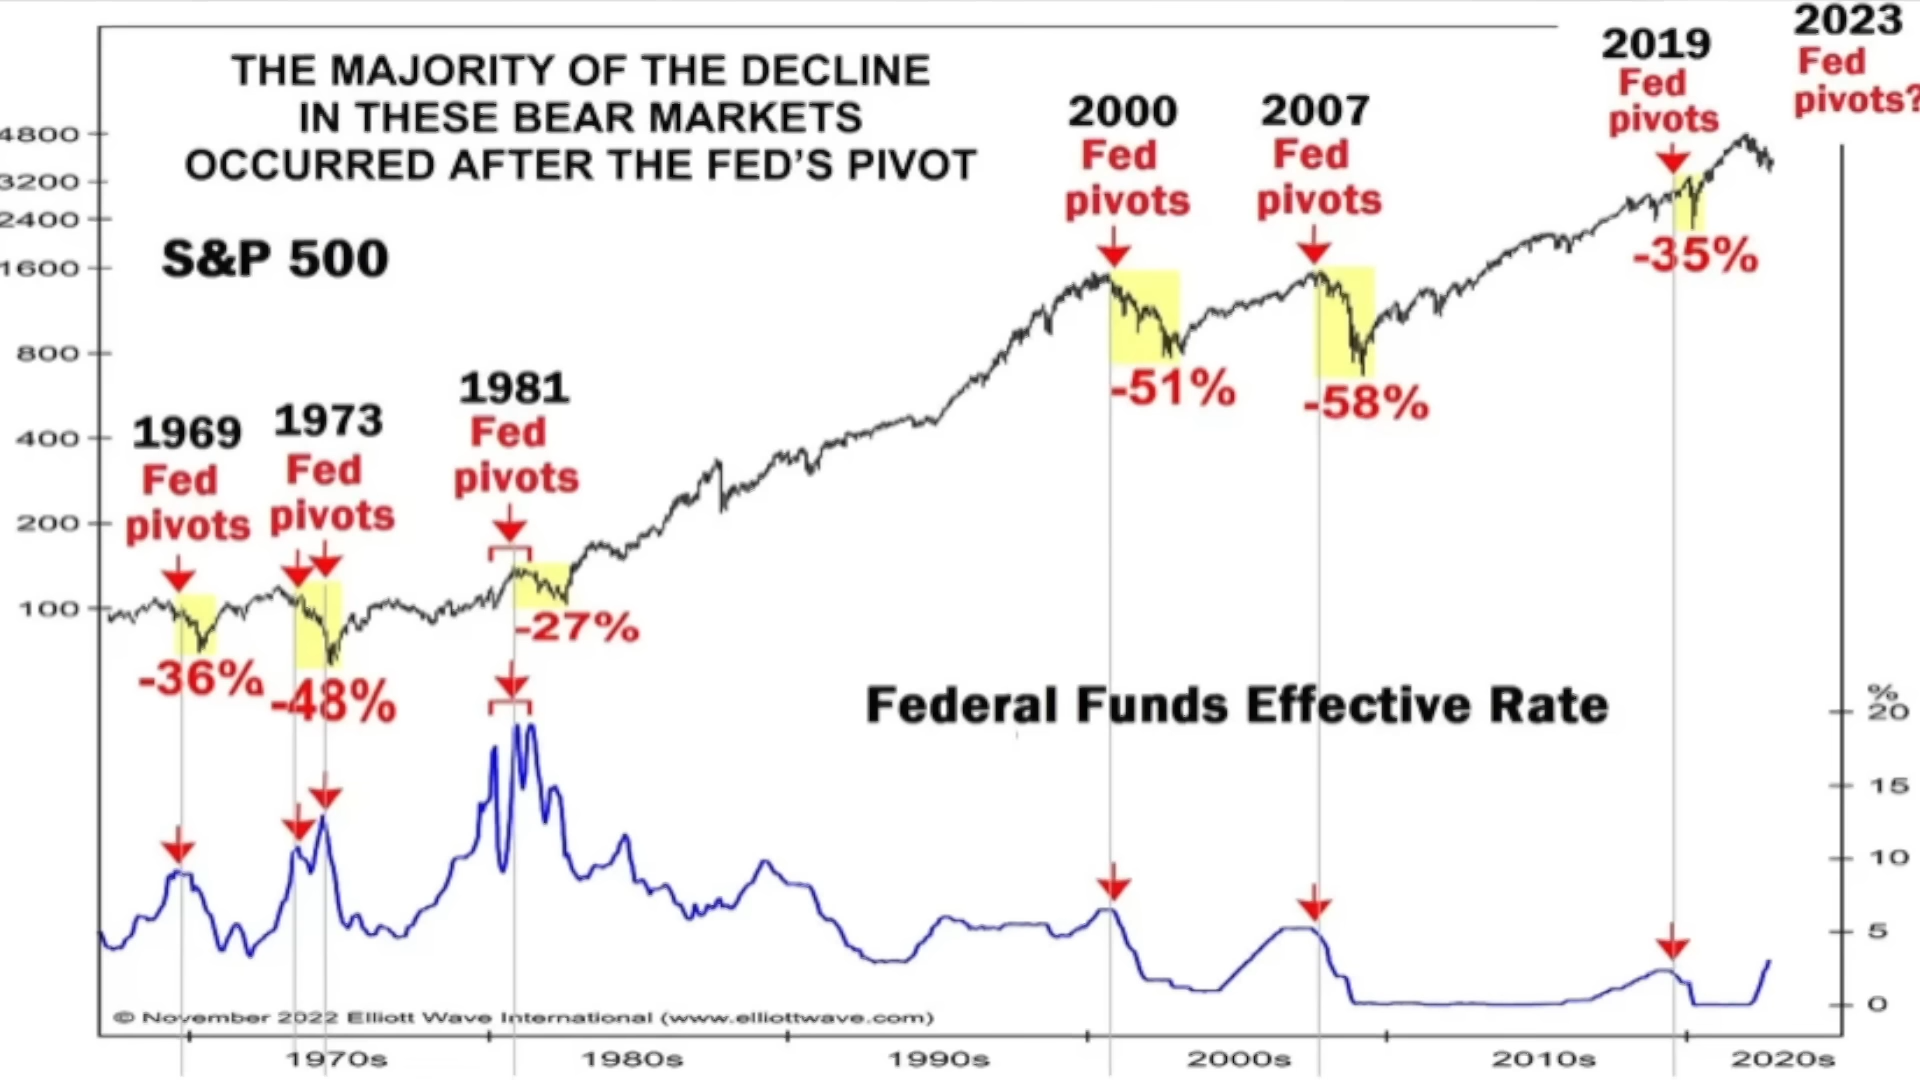 THE MAJORITY OF THE DECLINE
IN THESE BEAR MARKETS
OCCURRED AFTER THE FED'S PIVOT
S&P 500
1969
Fed
pivots
-36%
1973
Fed
pivots
-48%
1981
Fed
pivots
-27%
2000
Fed
pivots
-51%
2007
Fed
pivots
-58%
2019
Fed
pivots
-35%
2023
Fed
pivots?
4800
3200
2400
1600
800
400
200
100
Federal Funds Effective Rate
%
20
15
10
5
0
© November 2022 Elliott Wave International (www.elliottwave.com)
1970s
1980s
1990s
2000s
2010s
2020s